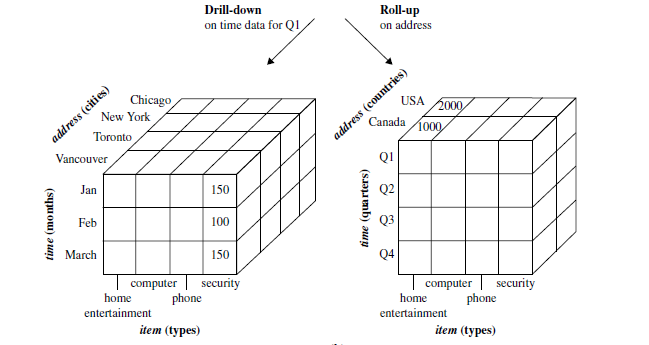 Drill-down
on time data for Q1
Roll-up
on address
address (cities)
Chicago
New York
Toronto
Vancouver
time (months)
Jan
150
Feb
100
March
150
computer
security
home
phone
entertainment
item (types)
address (countries)
USA
2000
Canada
1000
time (quarters)
Q1
Q2
Q3
Q4
computer
security
home
phone
entertainment
item (types)